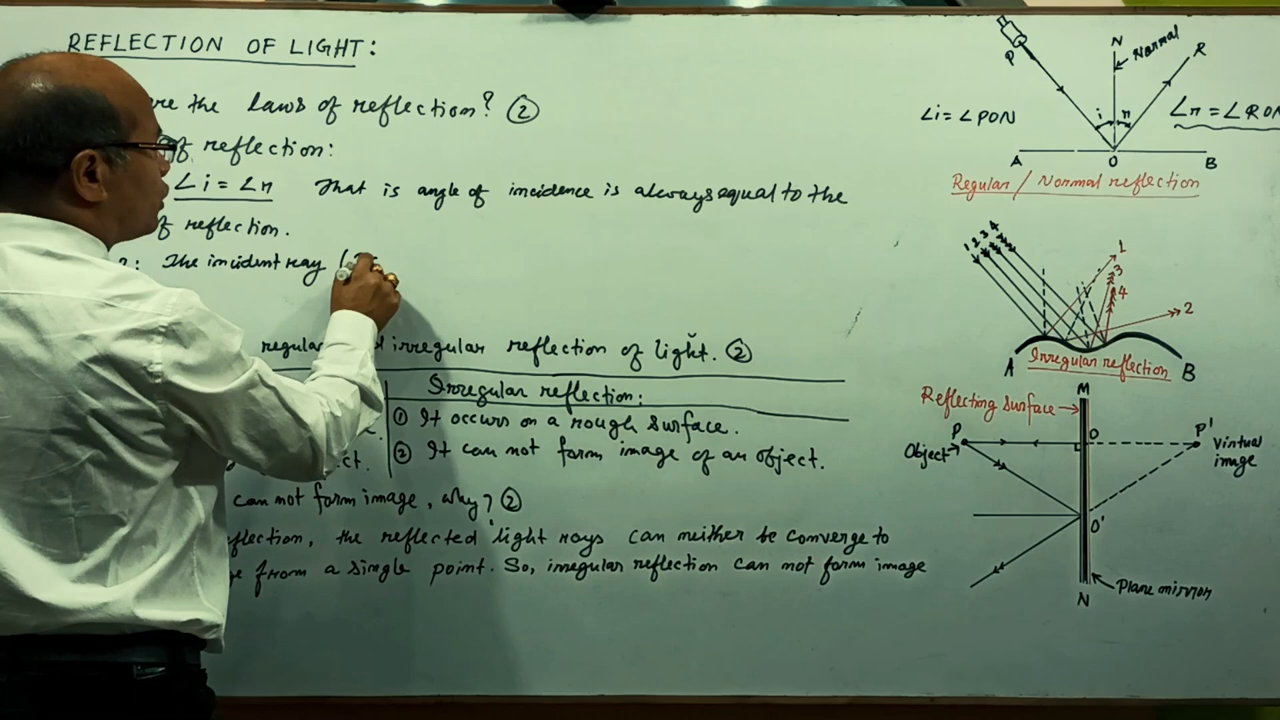 REFLECTION OF LIGHT:
the laws of reflection? ②
of reflection:
∠i = ∠r That is angle of incidence is always equal to the
of reflection.
2: The incident ray (
regular irregular reflection of light. ②
Irregular reflection:
① It occurs on a rough surface.
② It can not form image of an object.
can not form image, why? ②
the reflected light rays can neither be converge to
from a single point. So, irregular reflection can not form image
P
N
Normal
R
∠i = ∠PON
i
r
∠r = ∠RON
A
O
B
Regular / Normal reflection
1 2 3 4
1
3
4
2
A
Irregular reflection
B
M
Reflecting surface
P
O
P'
Virtual
image
Object
O'
Plane mirror
N